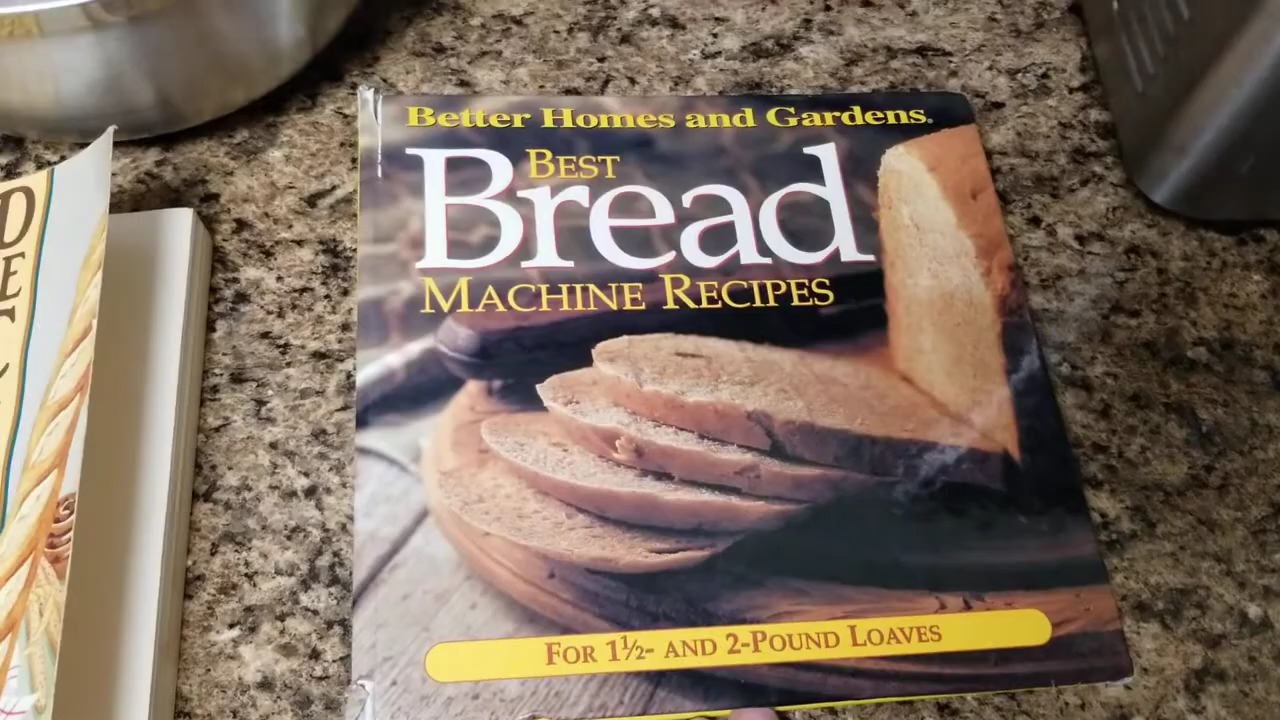 Better Homes and Gardens®
BEST
Bread
MACHINE RECIPES
FOR 1½- AND 2-POUND LOAVES